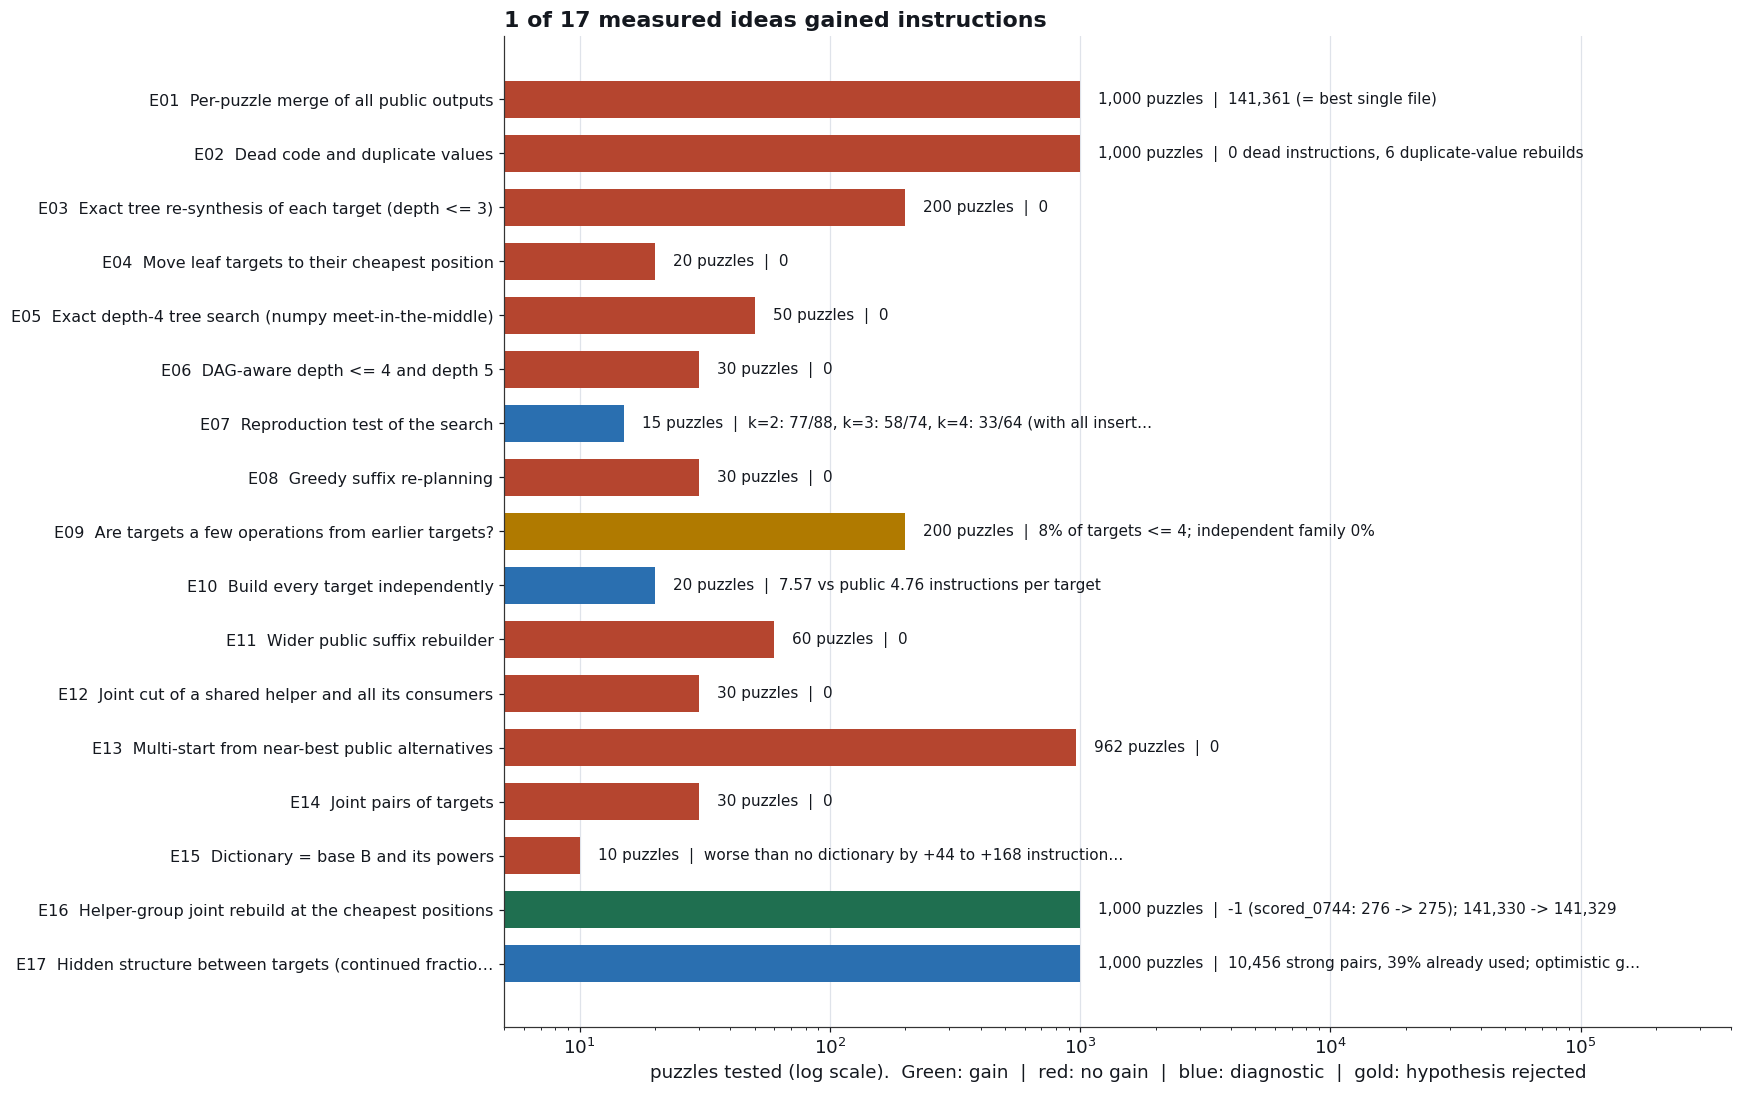 1 of 17 measured ideas gained instructions
E01  Per-puzzle merge of all public outputs 1,000 puzzles | 141,361 (= best single file)
E02  Dead code and duplicate values 1,000 puzzles | 0 dead instructions, 6 duplicate-value rebuilds
E03  Exact tree re-synthesis of each target (depth <= 3) 200 puzzles | 0
E04  Move leaf targets to their cheapest position 20 puzzles | 0
E05  Exact depth-4 tree search (numpy meet-in-the-middle) 50 puzzles | 0
E06  DAG-aware depth <= 4 and depth 5 30 puzzles | 0
E07  Reproduction test of the search 15 puzzles | k=2: 77/88, k=3: 58/74, k=4: 33/64 (with all insert...
E08  Greedy suffix re-planning 30 puzzles | 0
E09  Are targets a few operations from earlier targets? 200 puzzles | 8% of targets <= 4; independent family 0%
E10  Build every target independently 20 puzzles | 7.57 vs public 4.76 instructions per target
E11  Wider public suffix rebuilder 60 puzzles | 0
E12  Joint cut of a shared helper and all its consumers 30 puzzles | 0
E13  Multi-start from near-best public alternatives 962 puzzles | 0
E14  Joint pairs of targets 30 puzzles | 0
E15  Dictionary = base B and its powers 10 puzzles | worse than no dictionary by +44 to +168 instruction...
E16  Helper-group joint rebuild at the cheapest positions 1,000 puzzles | -1 (scored_0744: 276 -> 275); 141,330 -> 141,329
E17  Hidden structure between targets (continued fractio... 1,000 puzzles | 10,456 strong pairs, 39% already used; optimistic g...
10¹ 10² 10³ 10⁴ 10⁵
puzzles tested (log scale).  Green: gain | red: no gain | blue: diagnostic | gold: hypothesis rejected